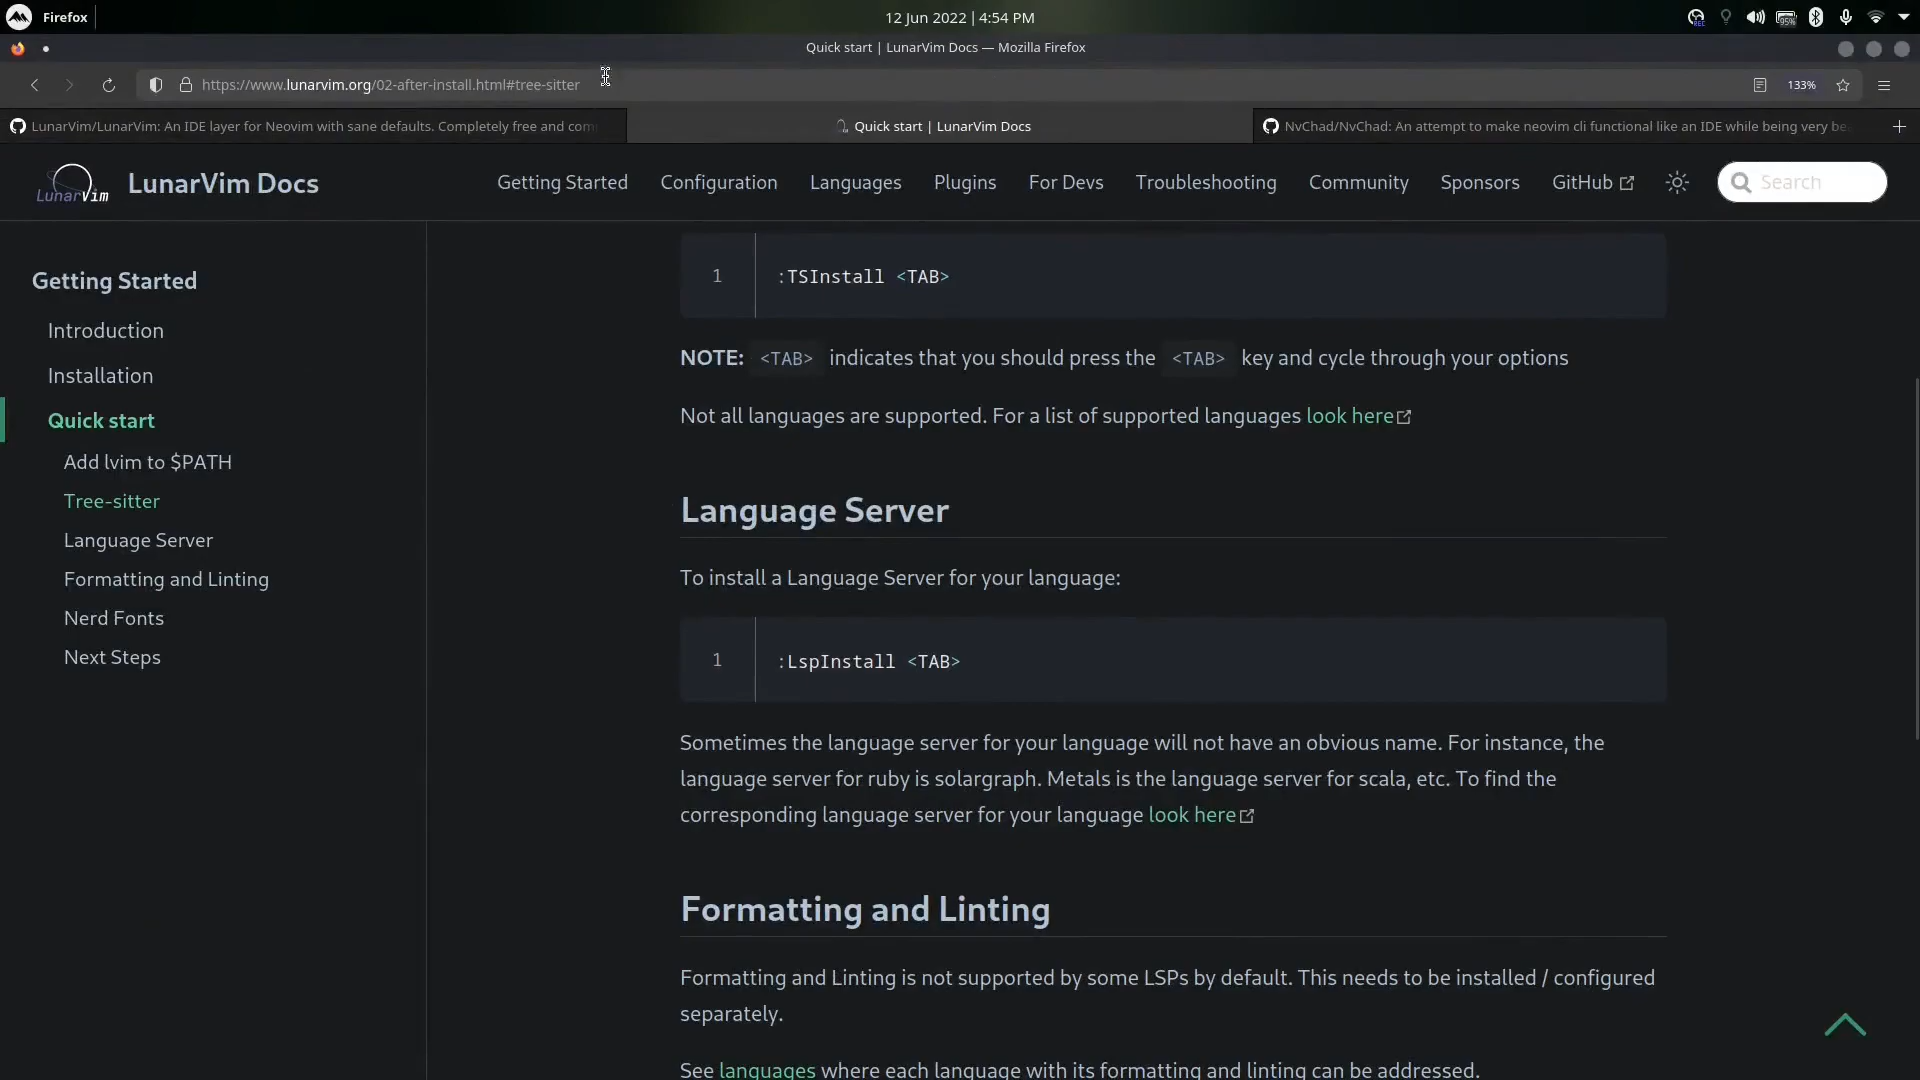 Firefox
12 Jun 2022 | 4:54 PM
REC
95%
Quick start | LunarVim Docs — Mozilla Firefox
https://www.lunarvim.org/02-after-install.html#tree-sitter
133%
LunarVim/LunarVim: An IDE layer for Neovim with sane defaults. Completely free and com
Quick start | LunarVim Docs
NvChad/NvChad: An attempt to make neovim cli functional like an IDE while being very be
LunarVim
LunarVim Docs
Getting Started
Configuration
Languages
Plugins
For Devs
Troubleshooting
Community
Sponsors
GitHub
Search
Getting Started
Introduction
Installation
Quick start
Add lvim to $PATH
Tree-sitter
Language Server
Formatting and Linting
Nerd Fonts
Next Steps
1 :TSInstall <TAB>
NOTE: <TAB> indicates that you should press the <TAB> key and cycle through your options
Not all languages are supported. For a list of supported languages look here
Language Server
To install a Language Server for your language:
1 :LspInstall <TAB>
Sometimes the language server for your language will not have an obvious name. For instance, the
language server for ruby is solargraph. Metals is the language server for scala, etc. To find the
corresponding language server for your language look here
Formatting and Linting
Formatting and Linting is not supported by some LSPs by default. This needs to be installed / configured
separately.
See languages where each language with its formatting and linting can be addressed.